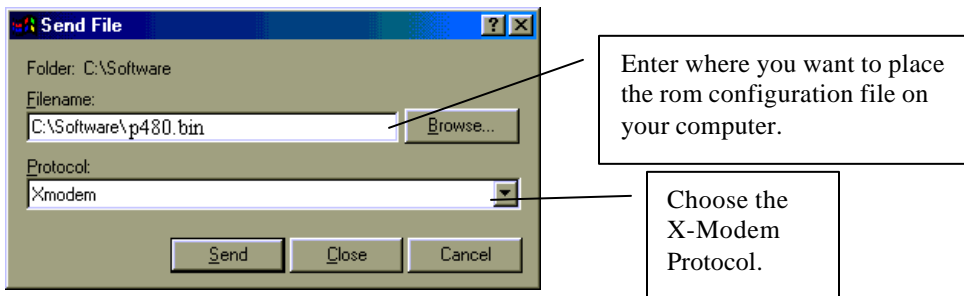 Send File
Folder: C:\Software
Filename:
C:\Software\p480.bin
Browse...
Protocol:
Xmodem
Send
Close
Cancel
Enter where you want to place
the rom configuration file on
your computer.
Choose the
X-Modem
Protocol.